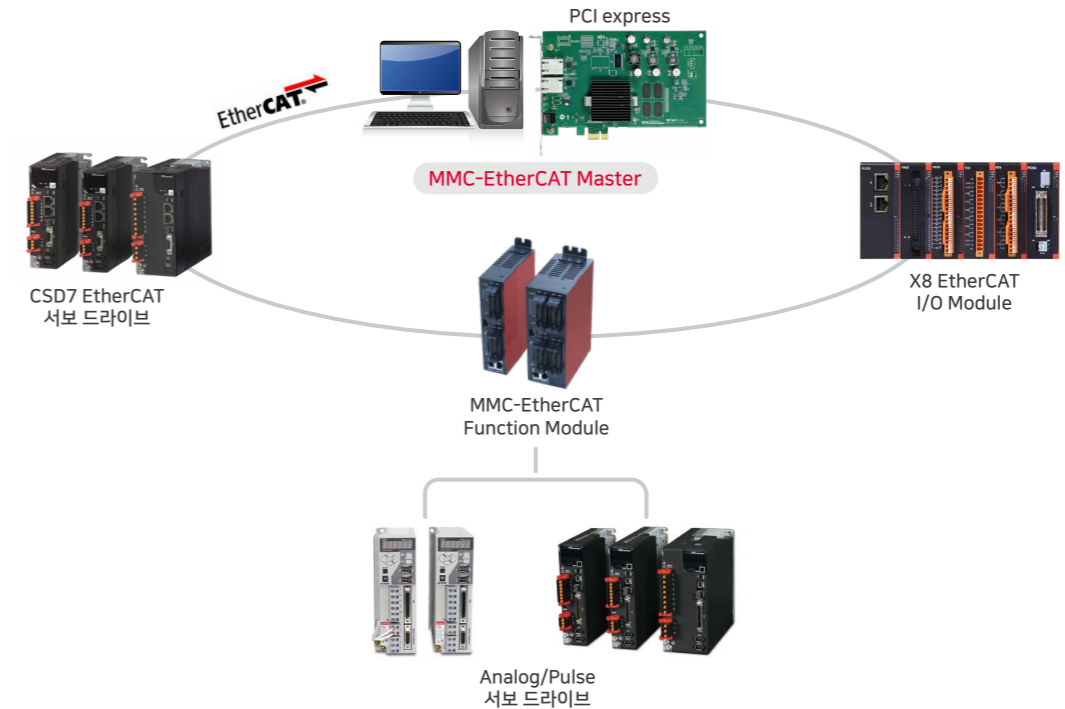 PCI express
EtherCAT®
MMC-EtherCAT Master
CSD7 EtherCAT
서보 드라이브
X8 EtherCAT
I/O Module
MMC-EtherCAT
Function Module
Analog/Pulse
서보 드라이브